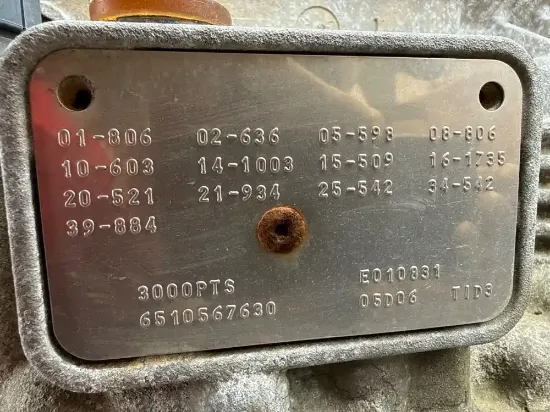 01-806 02-636 05-598 08-806
10-603 14-1003 15-509 16-1735
20-521 21-934 25-542 34-542
39-884
3000PTS E010831
6510567630 05D06 TID3